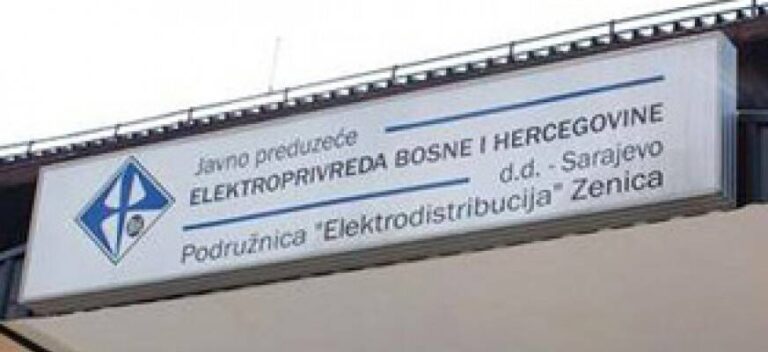 Javno preduzeće
ELEKTROPRIVREDA BOSNE I HERCEGOVINE
d.d. - Sarajevo
Podružnica "Elektrodistribucija" Zenica